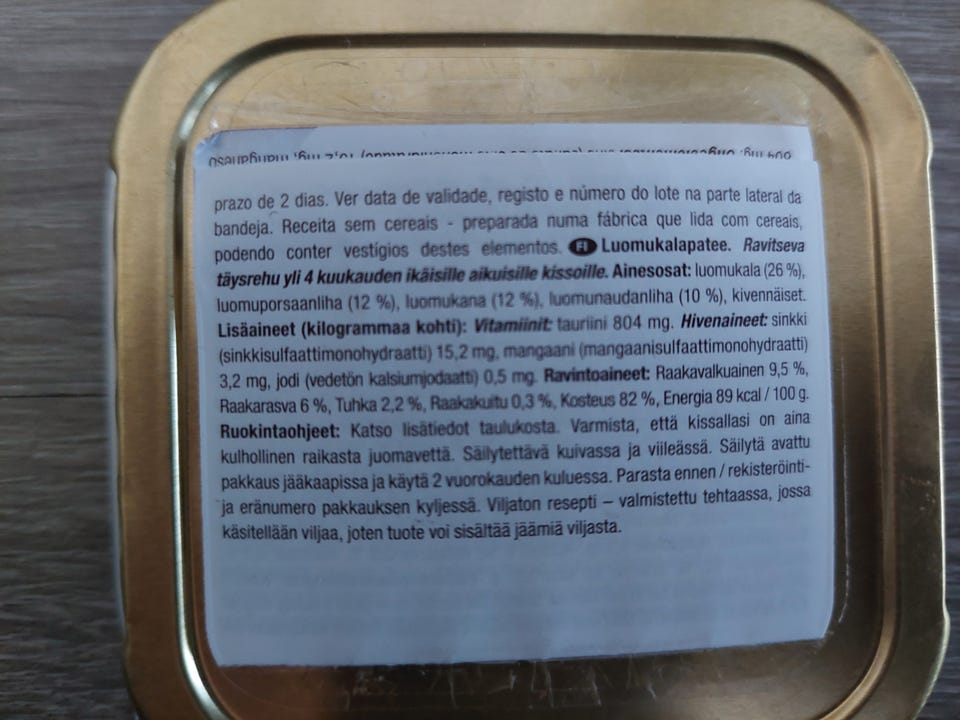 prazo de 2 dias. Ver data de validade, registo e número do lote na parte lateral da
bandeja. Receita sem cereais - preparada numa fábrica que lida com cereais,
podendo conter vestígios destes elementos. FI Luomukalapatee. Ravitseva
täysrehu yli 4 kuukauden ikäisille aikuisille kissoille. Ainesosat: luomukala (26 %),
luomuporsaanliha (12 %), luomukana (12 %), luomunaudanliha (10 %), kivennäiset.
Lisäaineet (kilogrammaa kohti): Vitamiinit: tauriini 804 mg. Hivenaineet: sinkki
(sinkkisulfaattimonohydraatti) 15,2 mg, mangaani (mangaanisulfaattimonohydraatti)
3,2 mg, jodi (vedetön kalsiumjodaatti) 0,5 mg. Ravintoaineet: Raakavalkuainen 9,5 %,
Raakarasva 6 %, Tuhka 2,2 %, Raakakuitu 0,3 %, Kosteus 82 %, Energia 89 kcal / 100 g.
Ruokintaohjeet: Katso lisätiedot taulukosta. Varmista, että kissallasi on aina
kulhollinen raikasta juomavettä. Säilytettävä kuivassa ja viileässä. Säilytä avattu
pakkaus jääkaapissa ja käytä 2 vuorokauden kuluessa. Parasta ennen / rekisteröinti-
ja eränumero pakkauksen kyljessä. Viljaton resepti – valmistettu tehtaassa, jossa
käsitellään viljaa, joten tuote voi sisältää jäämiä viljasta.